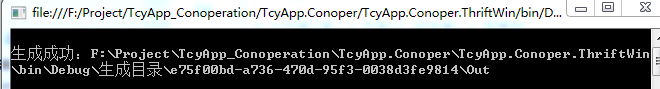 file:///F:/Project/TcyApp_Conoperation/TcyApp.Conoper/TcyApp.Conoper.ThriftWin/bin/D...
生成成功：F:\Project\TcyApp_Conoperation\TcyApp.Conoper\TcyApp.Conoper.ThriftWin
\bin\Debug\生成目录\e75f00bd-a736-470d-95f3-0038d3fe9814\Out